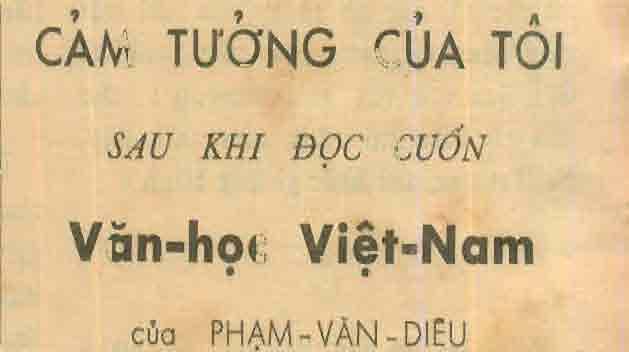 CẢM TƯỞNG CỦA TÔI
SAU KHI ĐỌC CUỐN
Văn-học Việt-Nam
của PHẠM-VĂN-DIÊU